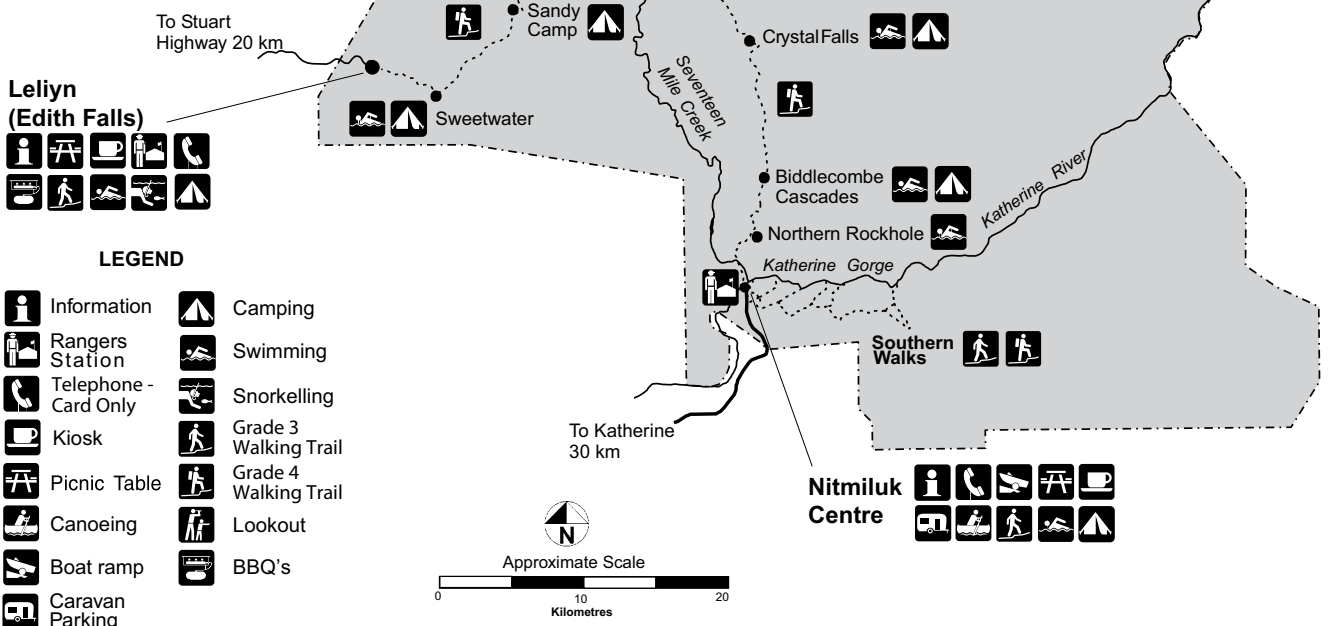 To Stuart
Highway 20 km
Sandy
Camp
Crystal Falls
Seventeen
Mile Creek
Leliyn
(Edith Falls)
Sweetwater
Biddlecombe
Cascades
Katherine River
Northern Rockhole
Katherine Gorge
Southern
Walks
To Katherine
30 km
Nitmiluk
Centre
LEGEND
Information
Rangers
Station
Telephone -
Card Only
Kiosk
Picnic Table
Canoeing
Boat ramp
Caravan
Parking
Camping
Swimming
Snorkelling
Grade 3
Walking Trail
Grade 4
Walking Trail
Lookout
BBQ's
N
Approximate Scale
0 10 20
Kilometres